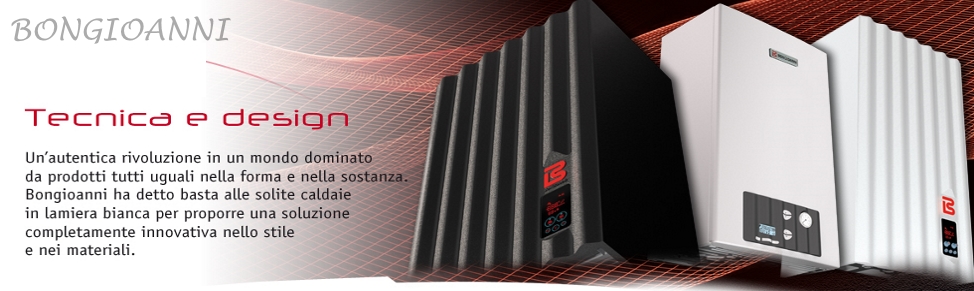 BONGIOANNI
Tecnica e design
Un'autentica rivoluzione in un mondo dominato
da prodotti tutti uguali nella forma e nella sostanza.
Bongioanni ha detto basta alle solite caldaie
in lamiera bianca per proporre una soluzione
completamente innovativa nello stile
e nei materiali.